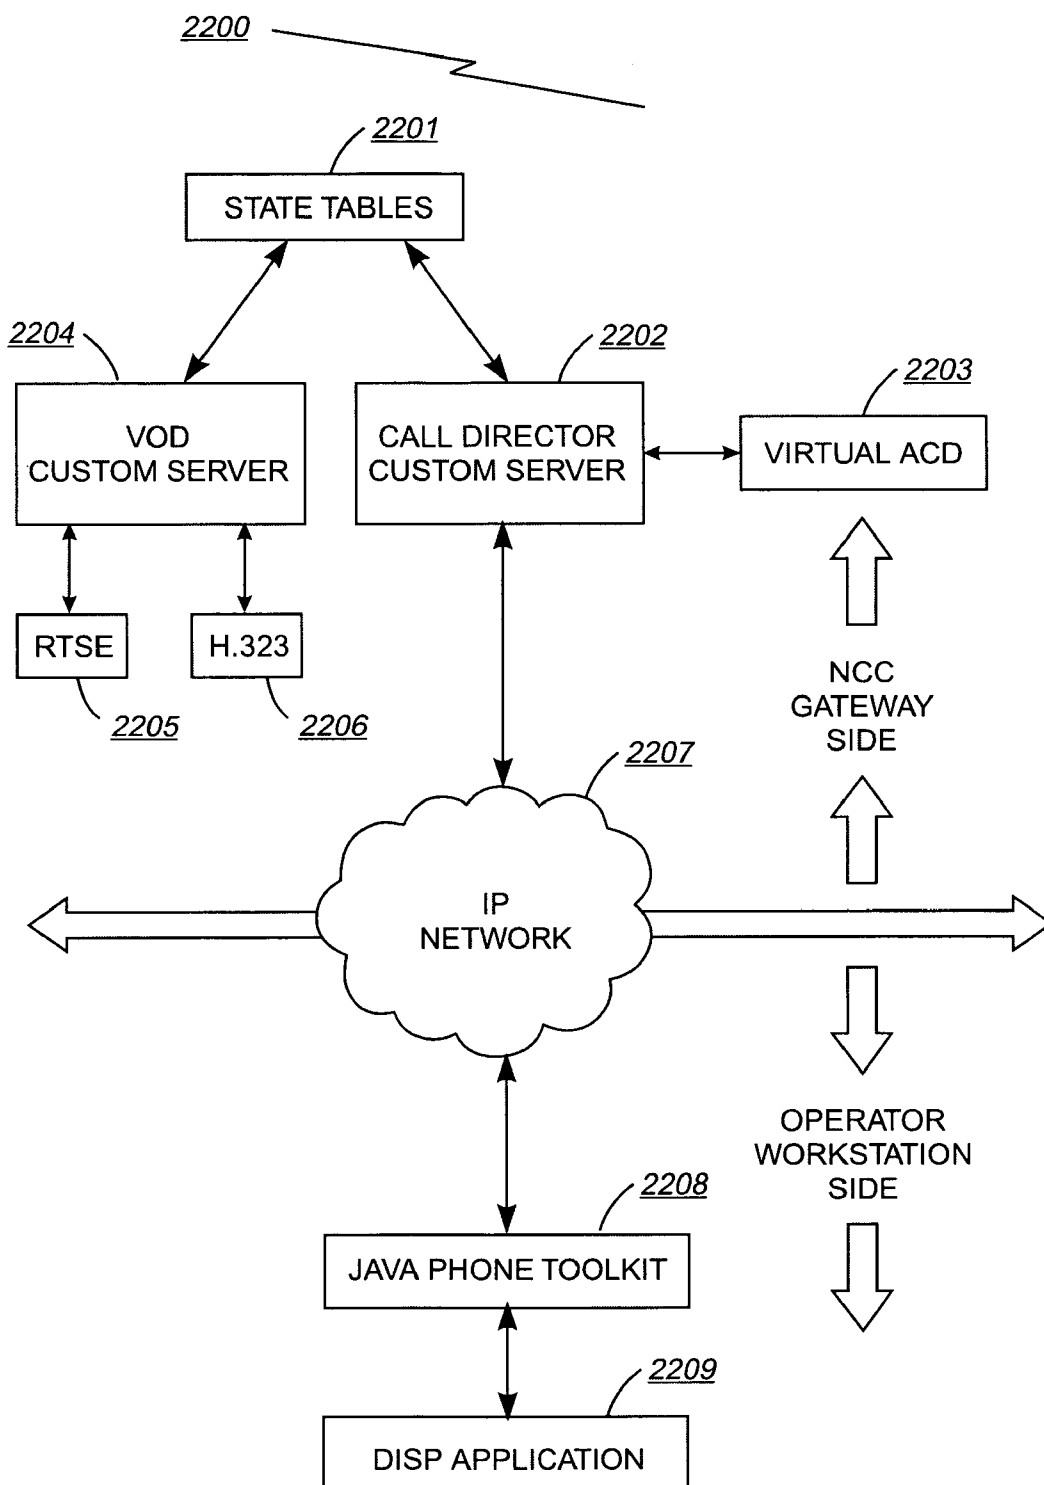 2200
2201
STATE TABLES
2204
2202
2203
VOD
CUSTOM SERVER
CALL DIRECTOR
CUSTOM SERVER
VIRTUAL ACD
RTSE
H.323
2205
2206
NCC
GATEWAY
SIDE
2207
IP
NETWORK
OPERATOR
WORKSTATION
SIDE
2208
JAVA PHONE TOOLKIT
2209
DISP APPLICATION